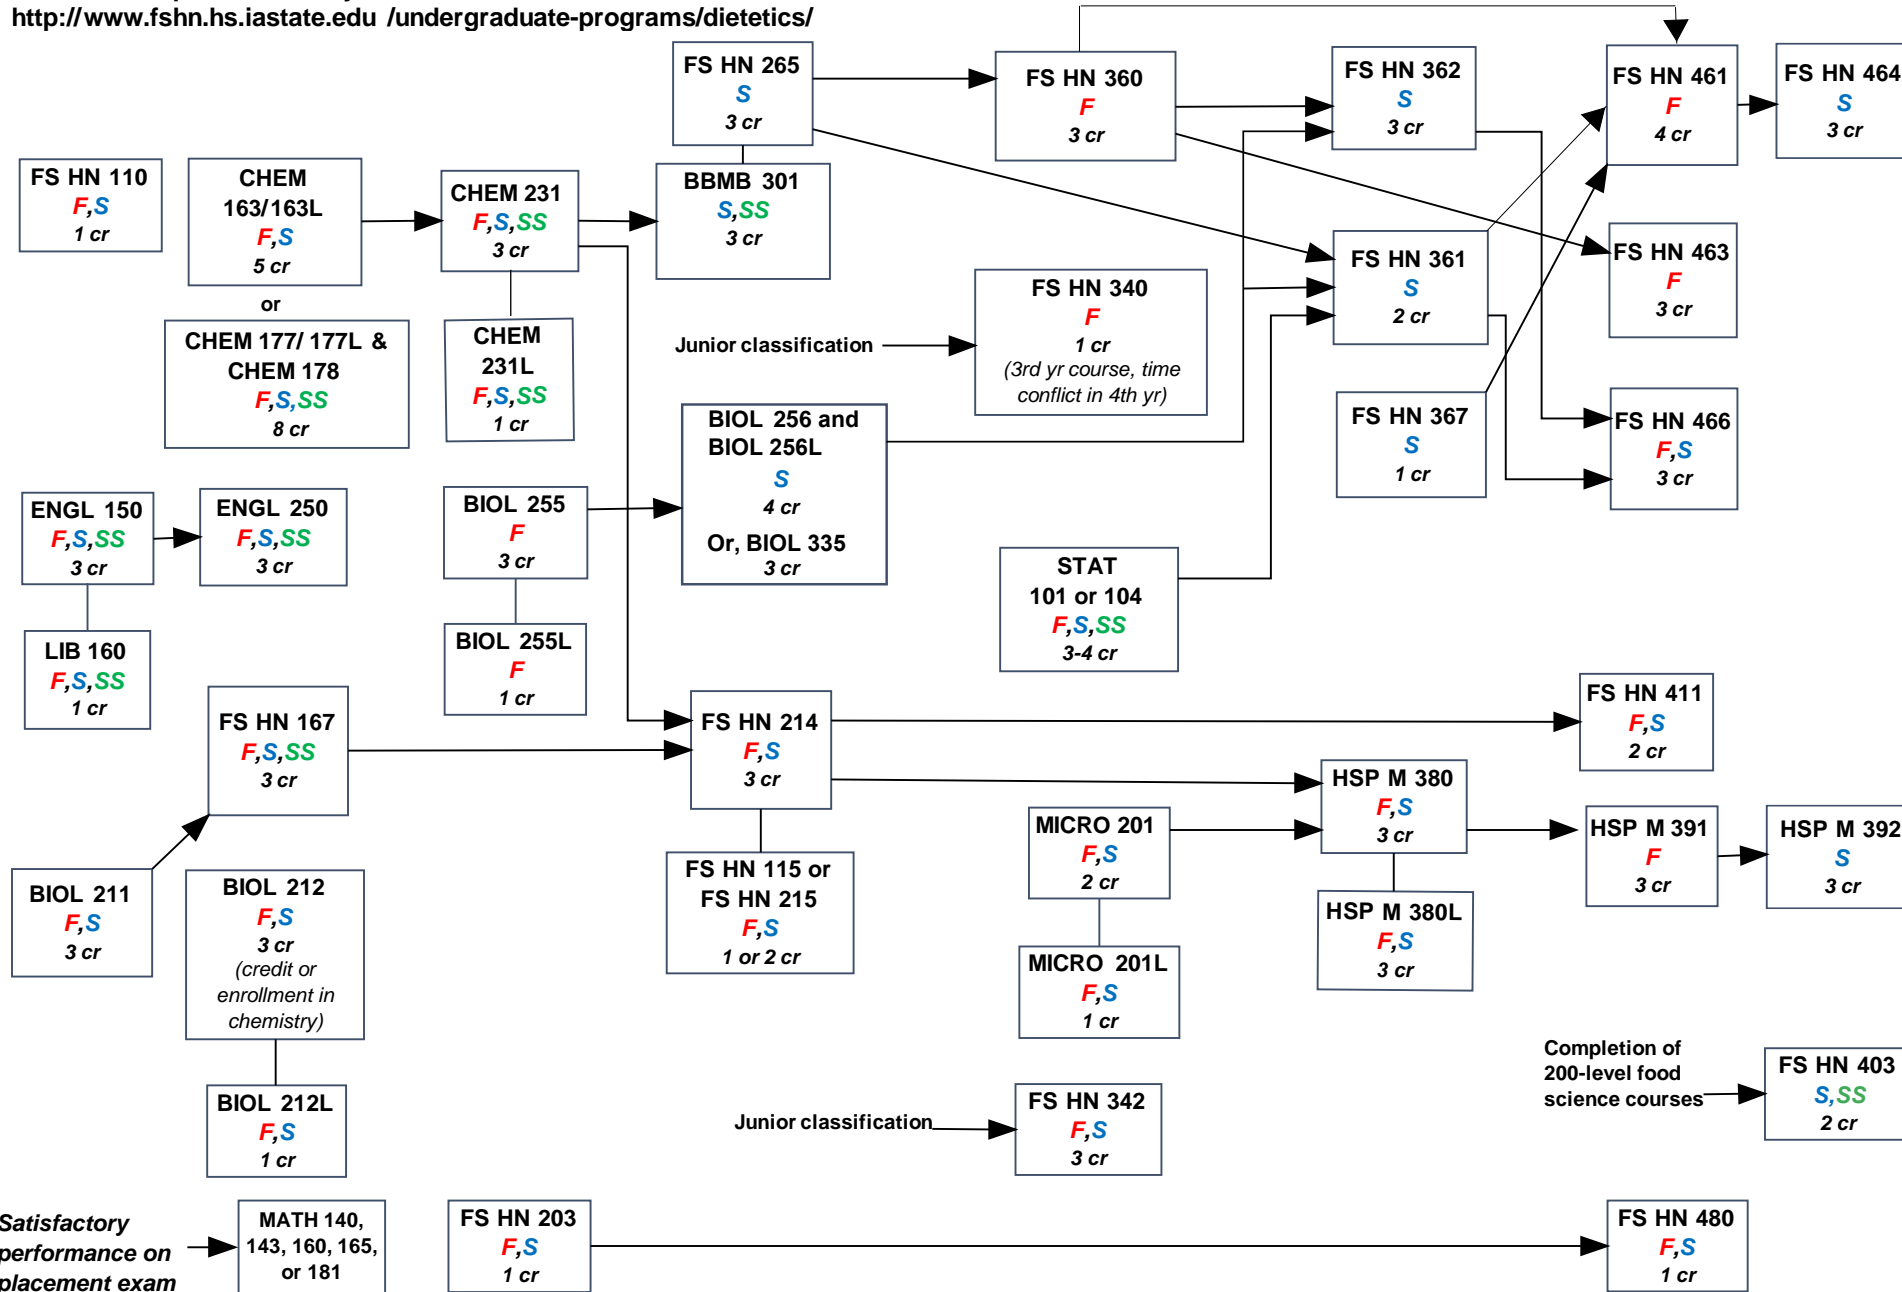 http://www.fshn.hs.iastate.edu /undergraduate-programs/dietetics/
FS HN 265
S
3 cr
FS HN 360
F
3 cr
FS HN 362
S
3 cr
FS HN 461
F
4 cr
FS HN 464
S
3 cr
FS HN 110
F,S
1 cr
CHEM
163/163L
F,S
5 cr
or
CHEM 177/ 177L &
CHEM 178
F,S,SS
8 cr
CHEM 231
F,S,SS
3 cr
CHEM
231L
F,S,SS
1 cr
BBMB 301
S,SS
3 cr
Junior classification
FS HN 340
F
1 cr
(3rd yr course, time
conflict in 4th yr)
FS HN 361
S
2 cr
FS HN 463
F
3 cr
FS HN 367
S
1 cr
FS HN 466
F,S
3 cr
ENGL 150
F,S,SS
3 cr
ENGL 250
F,S,SS
3 cr
LIB 160
F,S,SS
1 cr
BIOL 255
F
3 cr
BIOL 255L
F
1 cr
BIOL 256 and
BIOL 256L
S
4 cr
Or, BIOL 335
3 cr
STAT
101 or 104
F,S,SS
3-4 cr
FS HN 167
F,S,SS
3 cr
FS HN 214
F,S
3 cr
FS HN 411
F,S
2 cr
BIOL 211
F,S
3 cr
BIOL 212
F,S
3 cr
(credit or
enrollment in
chemistry)
BIOL 212L
F,S
1 cr
FS HN 115 or
FS HN 215
F,S
1 or 2 cr
MICRO 201
F,S
2 cr
MICRO 201L
F,S
1 cr
HSP M 380
F,S
3 cr
HSP M 380L
F,S
3 cr
HSP M 391
F
3 cr
HSP M 392
S
3 cr
Junior classification
FS HN 342
F,S
3 cr
Completion of
200-level food
science courses
FS HN 403
S,SS
2 cr
Satisfactory
performance on
placement exam
MATH 140,
143, 160, 165,
or 181
FS HN 203
F,S
1 cr
FS HN 480
F,S
1 cr